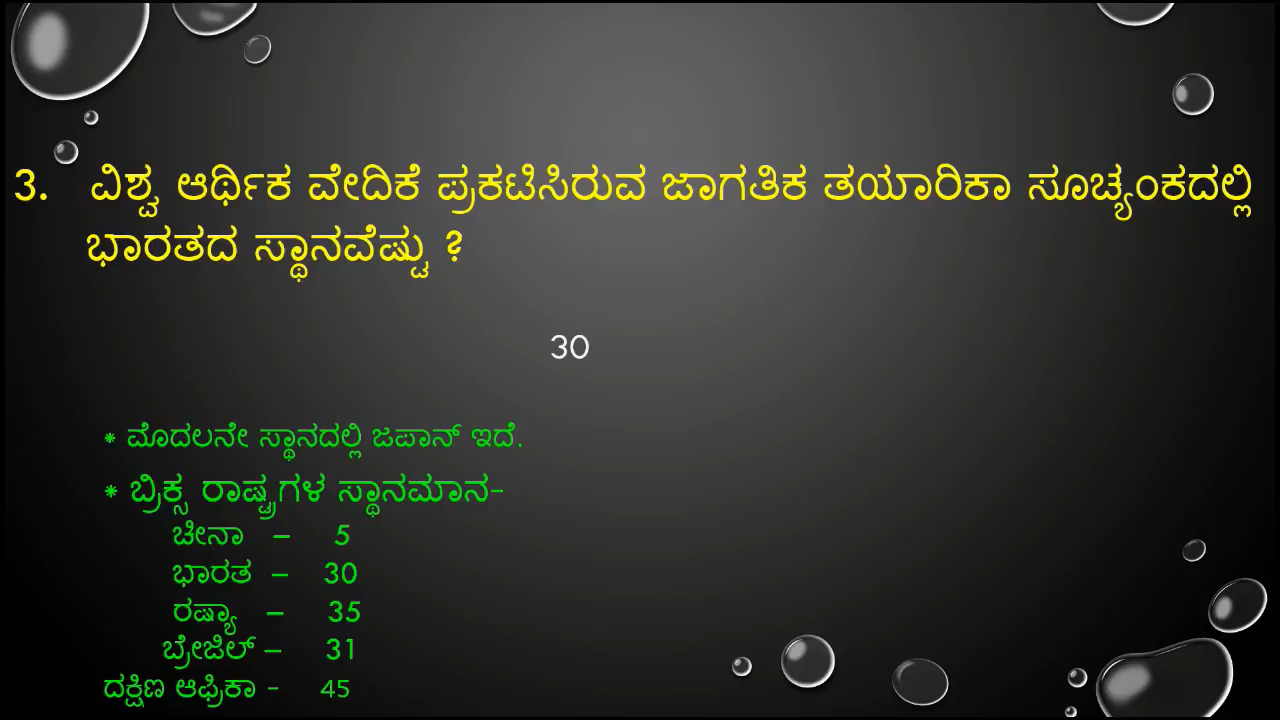 3. ವಿಶ್ವ ಆರ್ಥಿಕ ವೇದಿಕೆ ಪ್ರಕಟಿಸಿರುವ ಜಾಗತಿಕ ತಯಾರಿಕಾ ಸೂಚ್ಯಂಕದಲ್ಲಿ
ಭಾರತದ ಸ್ಥಾನವೆಷ್ಟು ?
30
* ಮೊದಲನೇ ಸ್ಥಾನದಲ್ಲಿ ಜಪಾನ್ ಇದೆ.
* ಬ್ರಿಕ್ಸ ರಾಷ್ಟ್ರಗಳ ಸ್ಥಾನಮಾನ-
ಚೀನಾ – 5
ಭಾರತ – 30
ರಷ್ಯಾ – 35
ಬ್ರೇಜಿಲ್ – 31
ದಕ್ಷಿಣ ಆಫ್ರಿಕಾ - 45